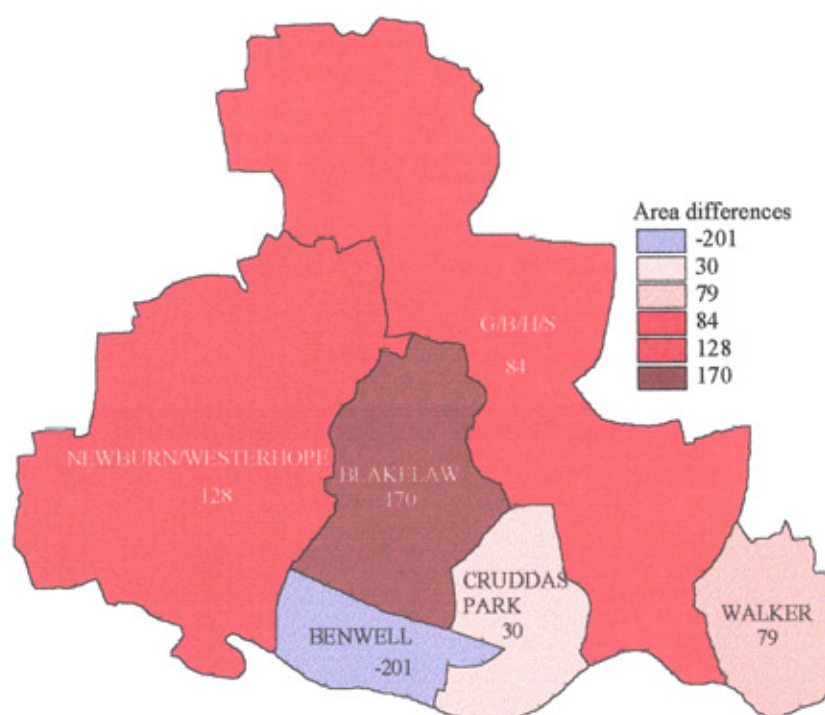 Area differences
-201
30
79
84
128
170
G/B/H/S
84
NEWBURN/WESTERHOPE
128
BLAKELAW
170
CRUDDAS
PARK
30
BENWELL
-201
WALKER
79